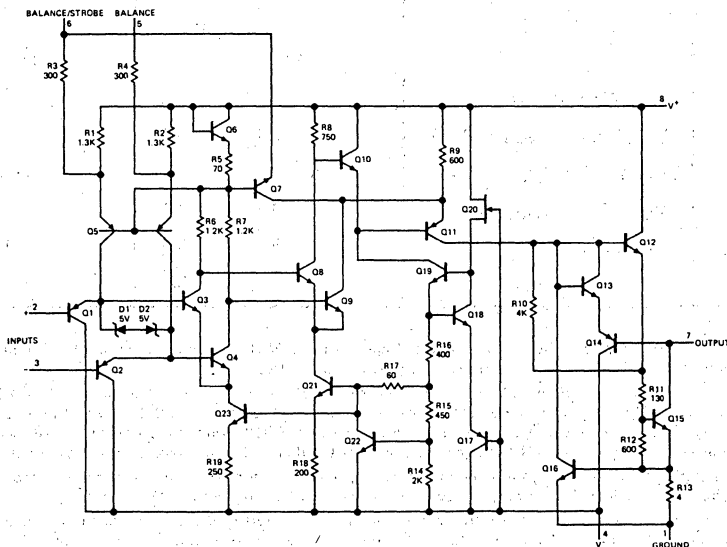 BALANCE/STROBE
6
BALANCE
5
R3
300
R4
300
8
V+
R1
1.3K
R2
1.3K
Q6
R5
70
R8
750
Q10
R9
600
Q7
Q20
Q5
R6
1.2K
R7
1.2K
Q11
Q12
Q8
Q19
Q13
2
+
Q1
D1
5V
D2
5V
Q3
Q9
Q18
R10
4K
Q14
7
OUTPUT
INPUTS
3
-
Q2
Q4
R16
400
R17
60
R11
130
Q15
Q21
Q23
R15
450
Q22
Q17
R12
600
Q16
R19
250
R18
200
R14
2K
R13
4
4
V-
1
GROUND